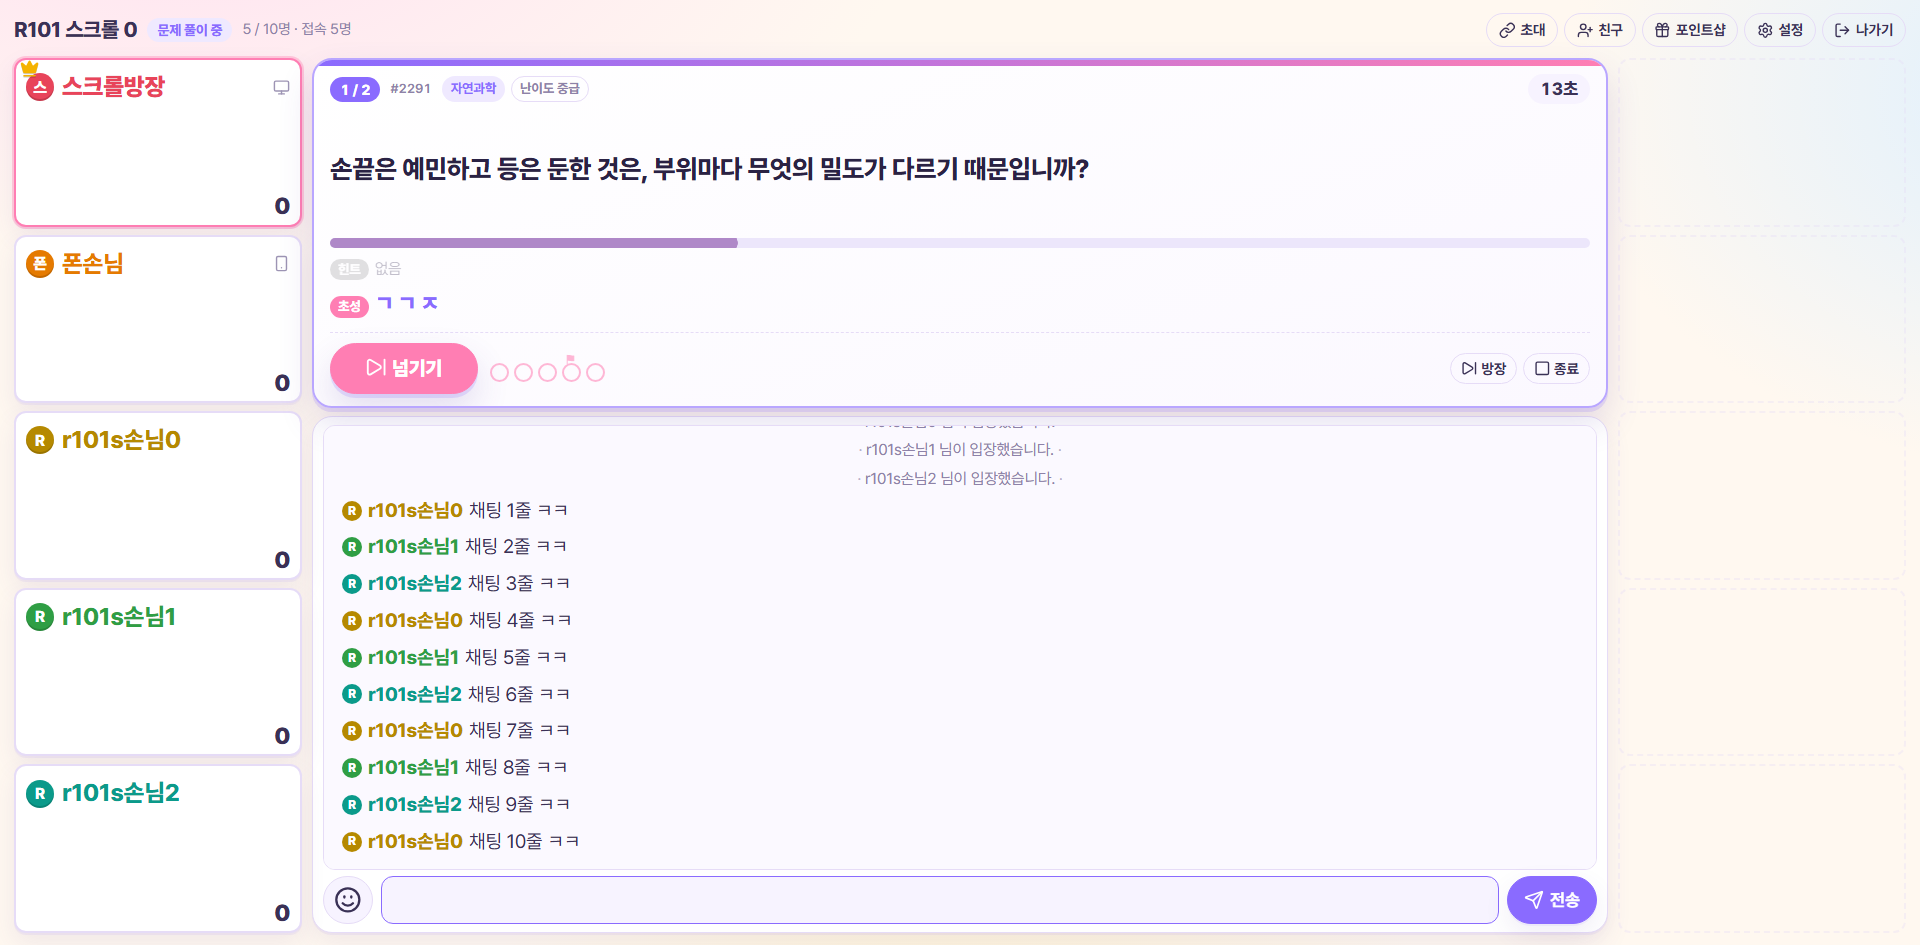 R101 스크롤 0
문제 풀이 중
5 / 10명 · 접속 5명
초대
친구
포인트샵
설정
나가기
스
스크롤방장
0
폰
폰손님
0
R
r101s손님0
0
R
r101s손님1
0
R
r101s손님2
0
1 / 2
#2291
자연과학
난이도 중급
13초
손끝은 예민하고 등은 둔한 것은, 부위마다 무엇의 밀도가 다르기 때문입니까?
힌트 없음
초성 ㄱ ㄱ ㅈ
넘기기
방장
종료
· r101s손님1 님이 입장했습니다. ·
· r101s손님2 님이 입장했습니다. ·
R r101s손님0 채팅 1줄 ㅋㅋ
R r101s손님1 채팅 2줄 ㅋㅋ
R r101s손님2 채팅 3줄 ㅋㅋ
R r101s손님0 채팅 4줄 ㅋㅋ
R r101s손님1 채팅 5줄 ㅋㅋ
R r101s손님2 채팅 6줄 ㅋㅋ
R r101s손님0 채팅 7줄 ㅋㅋ
R r101s손님1 채팅 8줄 ㅋㅋ
R r101s손님2 채팅 9줄 ㅋㅋ
R r101s손님0 채팅 10줄 ㅋㅋ
전송